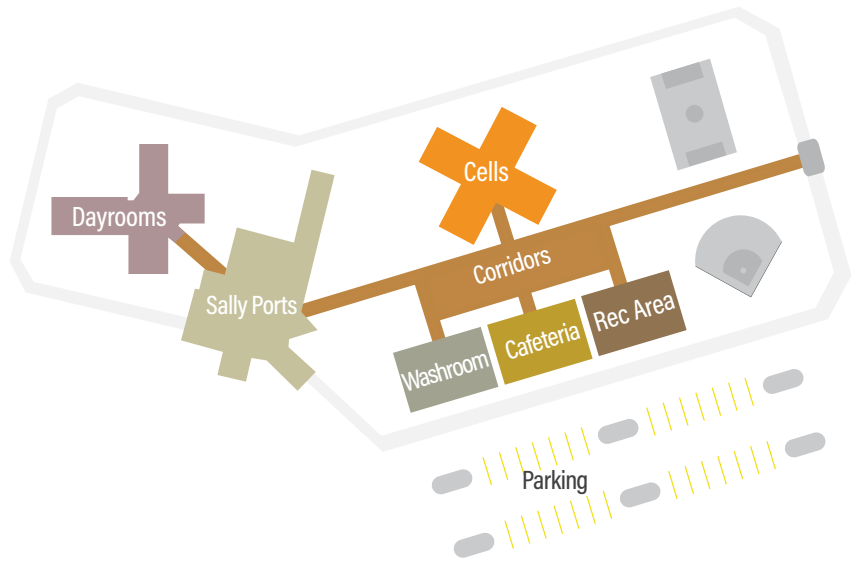 Cells
Dayrooms
Corridors
Sally Ports
Rec Area
Cafeteria
Washroom
Parking